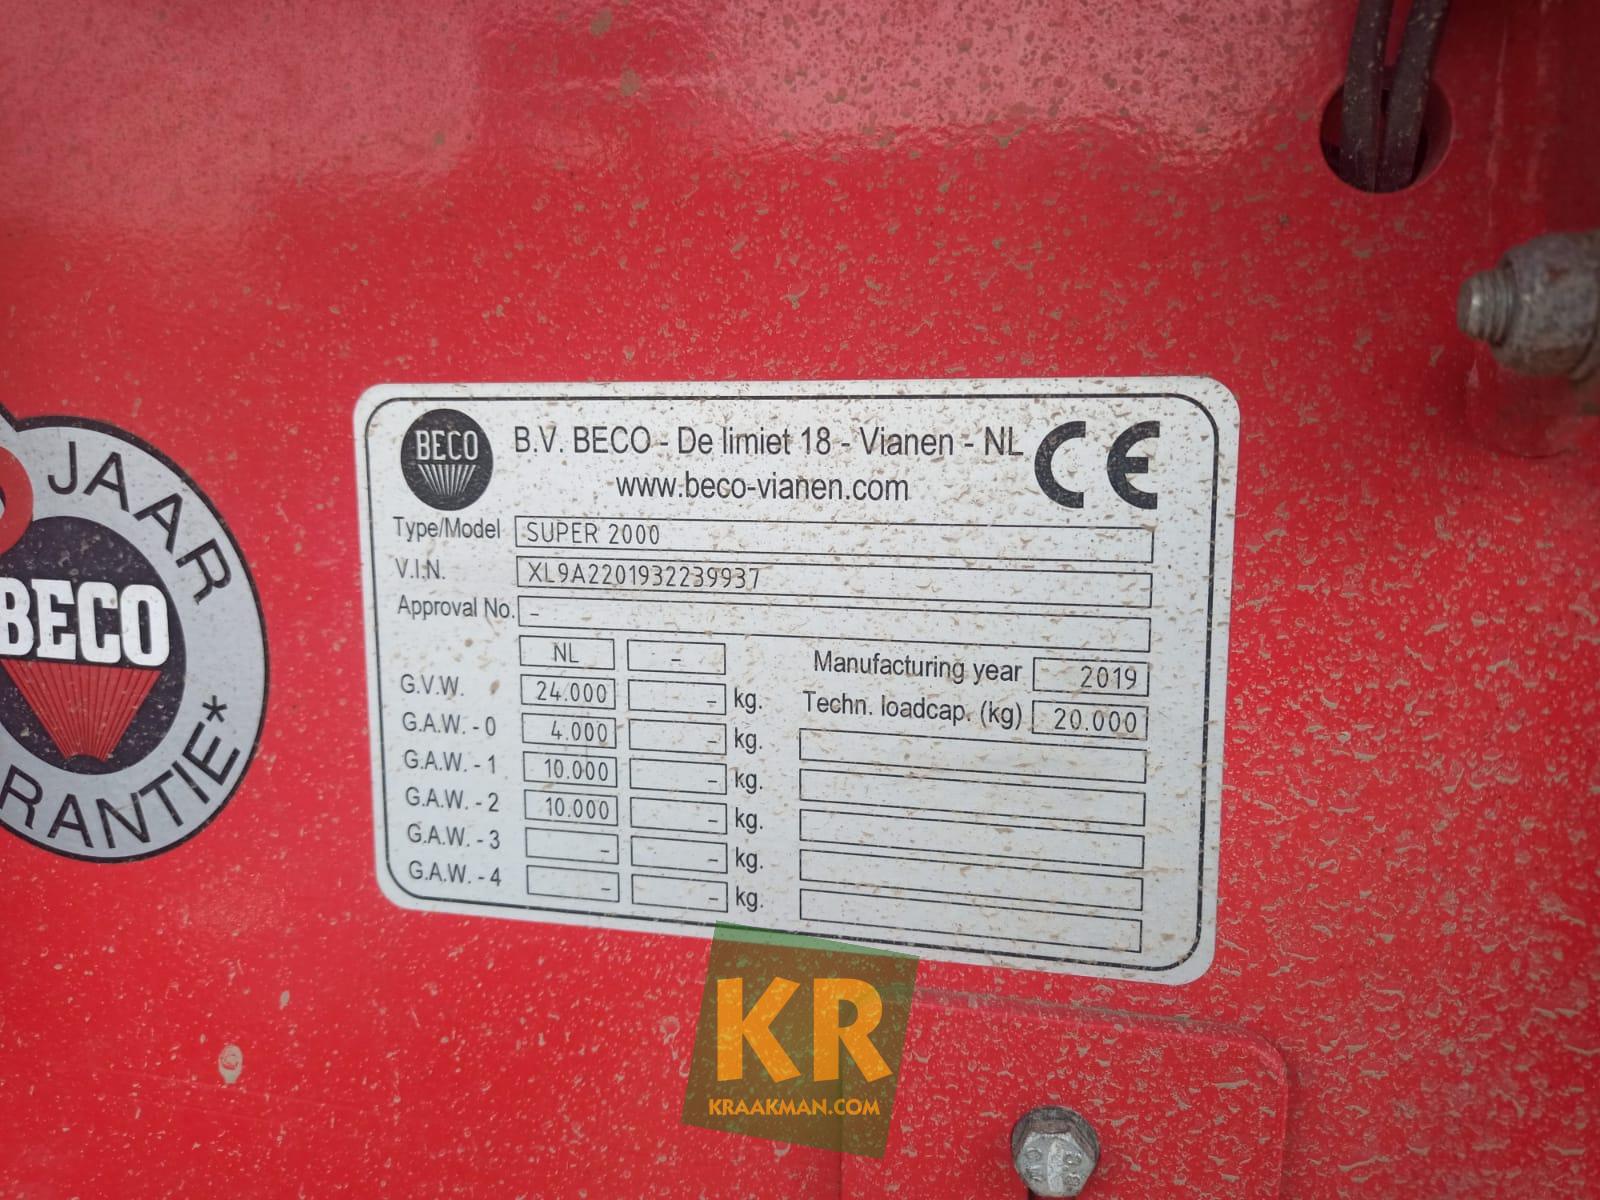 BECO
B.V. BECO - De limiet 18 - Vianen - NL CE
www.beco-vianen.com
Type/Model SUPER 2000
V.I.N. XL9A2201932239937
Approval No. -
NL -
G.V.W. 24.000 - kg.
G.A.W. - 0 4.000 - kg.
G.A.W. - 1 10.000 - kg.
G.A.W. - 2 10.000 - kg.
G.A.W. - 3 - - kg.
G.A.W. - 4 - - kg.
Manufacturing year 2019
Techn. loadcap. (kg) 20.000
JAAR
BECO
RANTIE*
KR
KRAAKMAN.COM